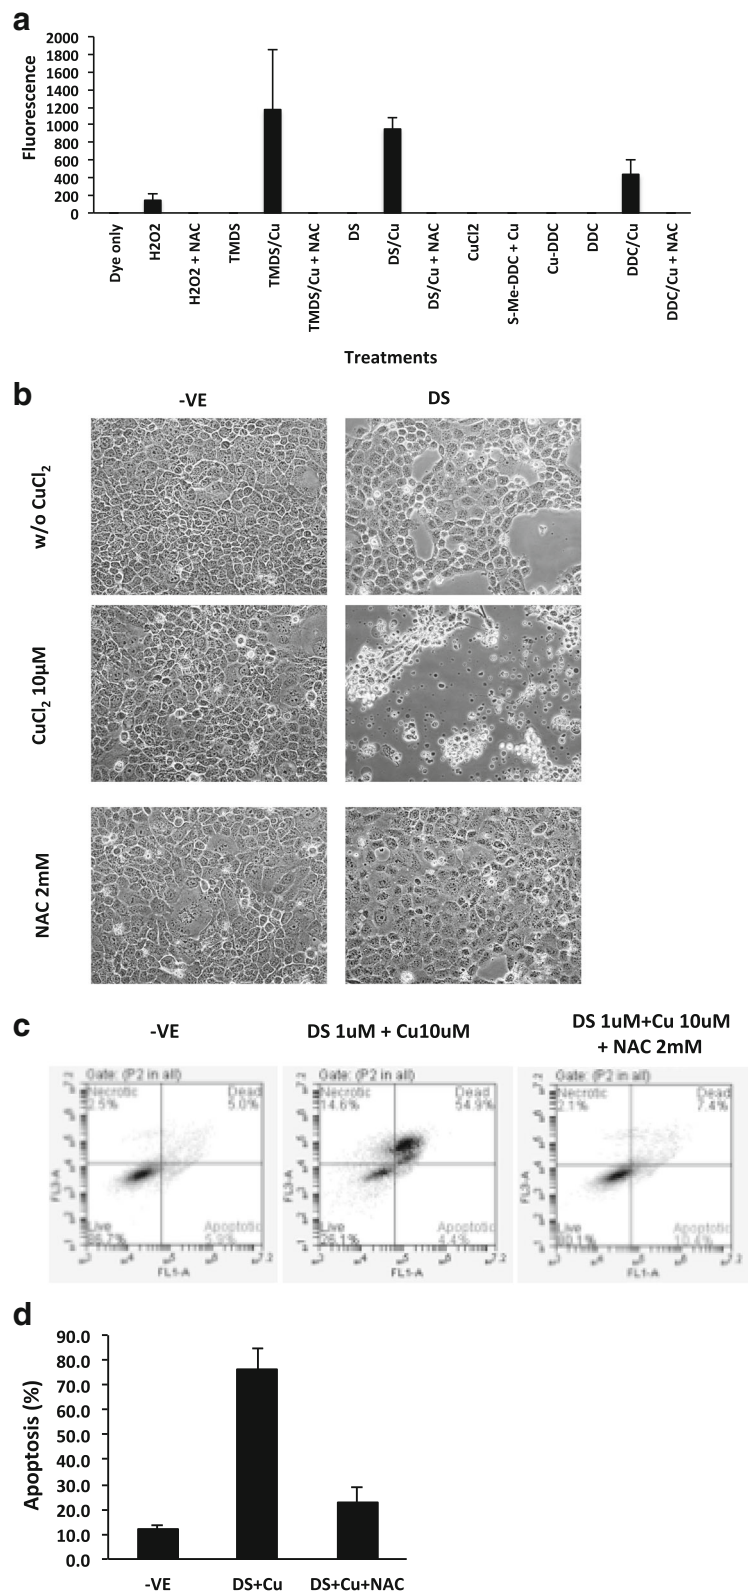 a
Fluorescence
2000
1800
1600
1400
1200
1000
800
600
400
200
0
Dye only
H2O2
H2O2 + NAC
TMDS
TMDS/Cu
TMDS/Cu + NAC
DS
DS/Cu
DS/Cu + NAC
CuCl2
S-Me-DDC + Cu
Cu-DDC
DDC
DDC/Cu
DDC/Cu + NAC
Treatments
b
-VE
DS
w/o CuCl₂
CuCl₂ 10µM
NAC 2mM
c
-VE
DS 1uM + Cu10uM
DS 1uM+Cu 10uM
+ NAC 2mM
Gate: (P2 in all)
Necrotic
2.5%
Dead
5.0%
Live
Apoptotic
5.9%
FL3-A
FL1-A
Gate: (P2 in all)
Necrotic
14.6%
Dead
54.9%
Live
26.1%
Apoptotic
4.4%
FL3-A
FL1-A
Gate: (P2 in all)
Necrotic
2.1%
Dead
7.4%
Live
Apoptotic
10.4%
FL3-A
FL1-A
d
Apoptosis (%)
90.0
80.0
70.0
60.0
50.0
40.0
30.0
20.0
10.0
0.0
-VE
DS+Cu
DS+Cu+NAC